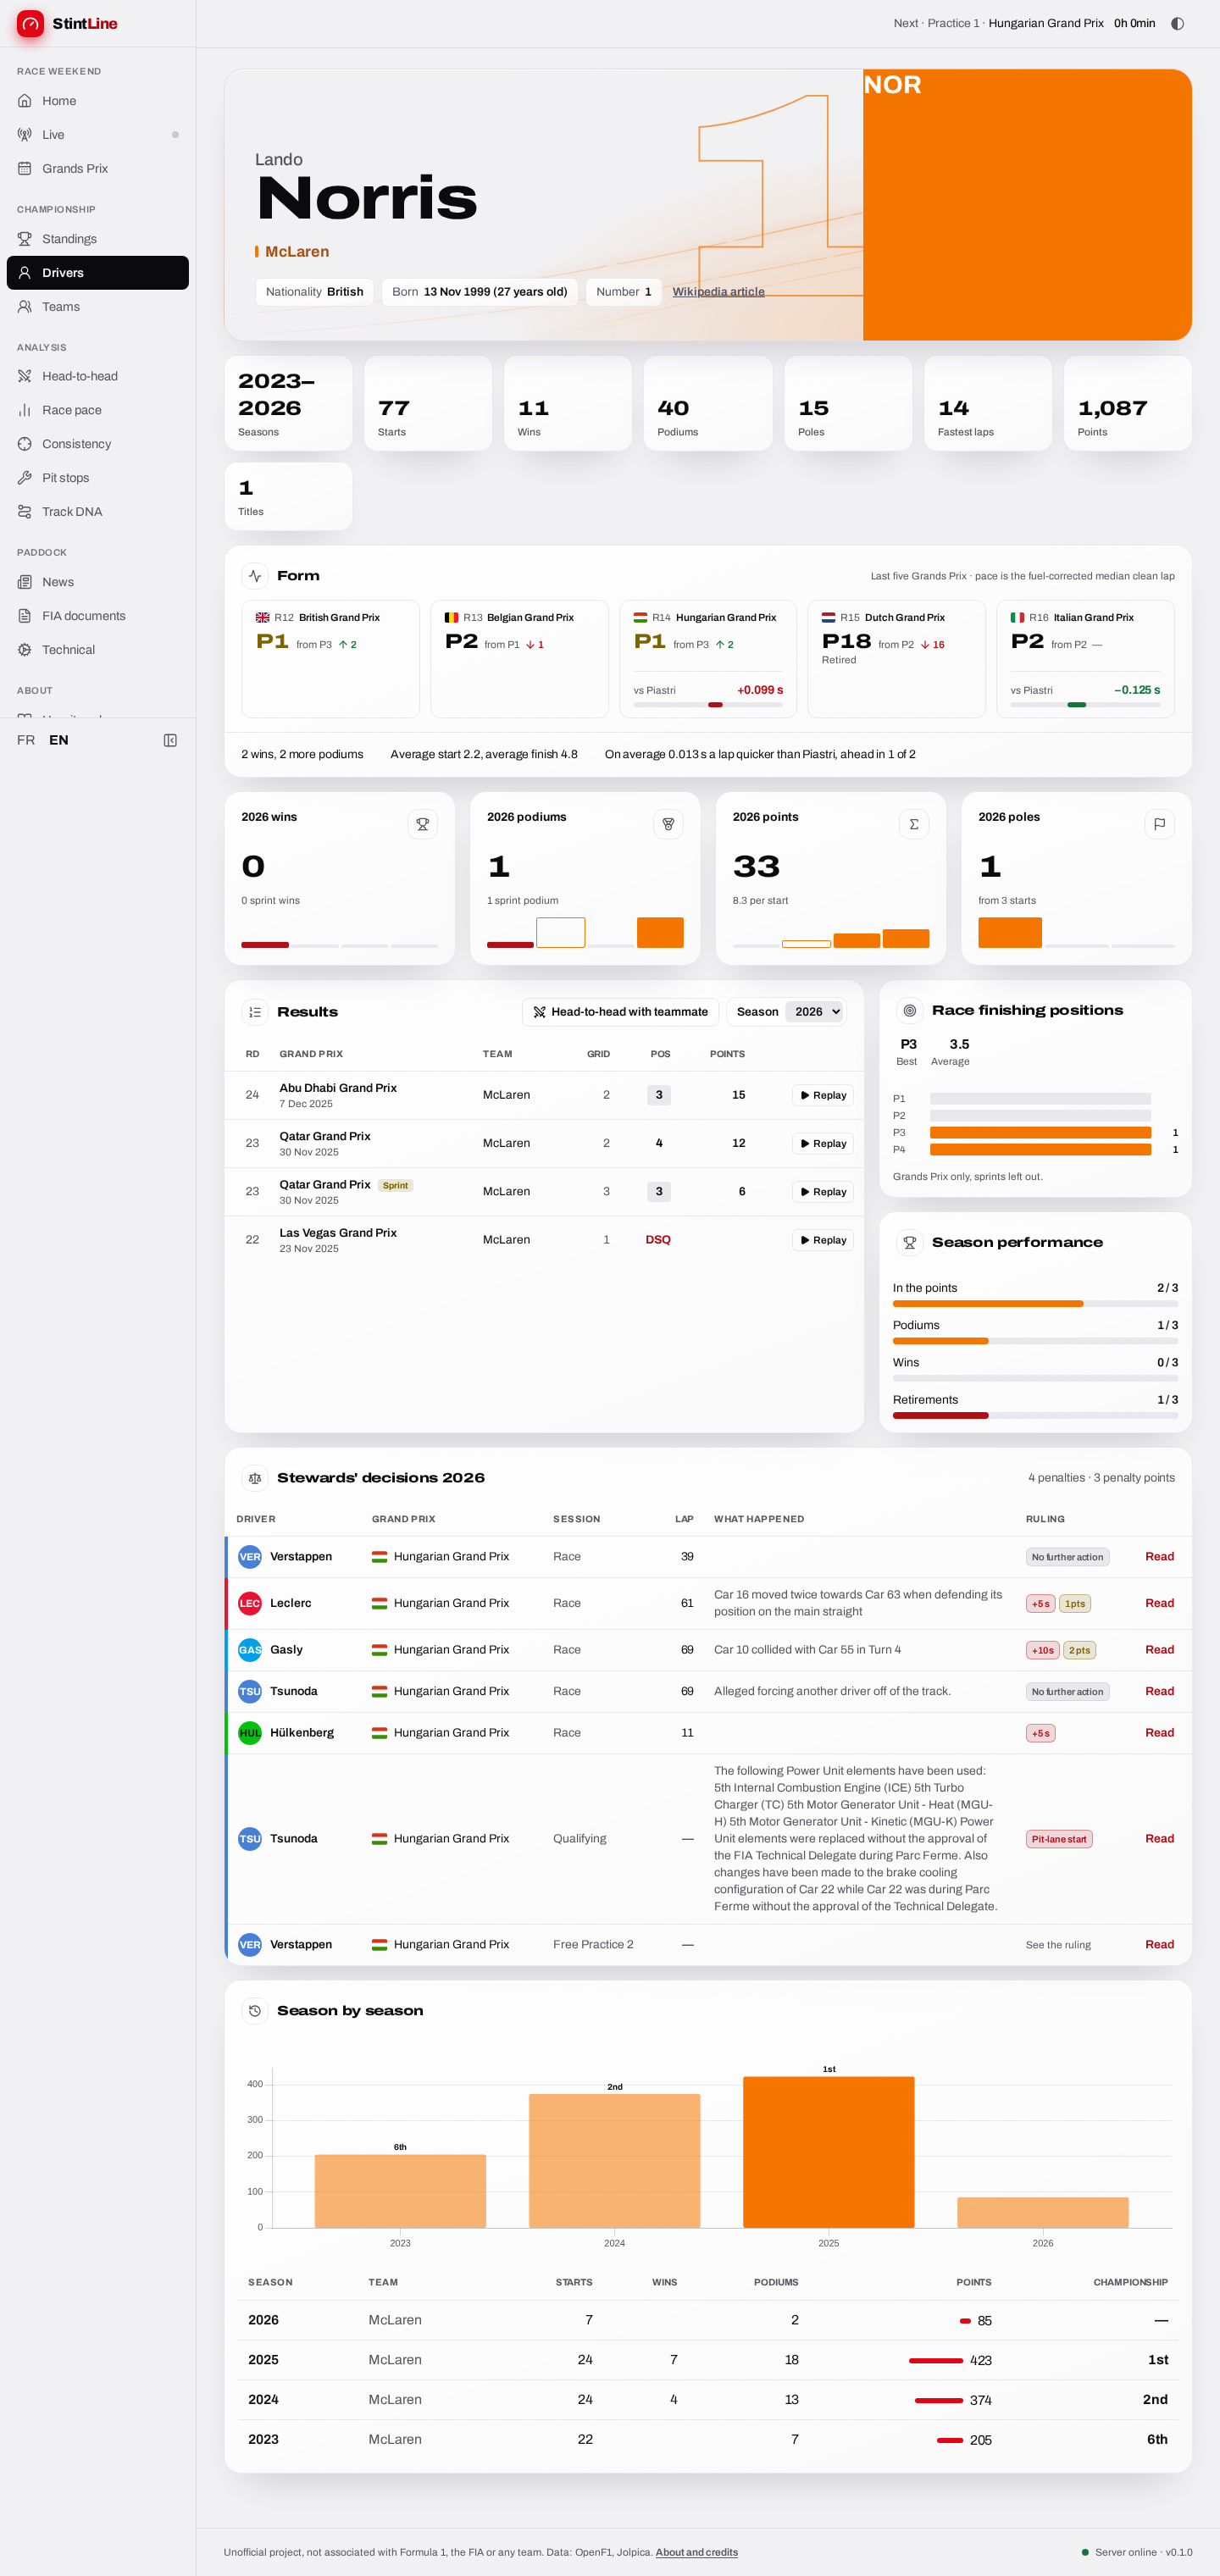 StintLine
Next · Practice 1 · Hungarian Grand Prix 0h 0min
RACE WEEKEND
Home
Live
Grands Prix
CHAMPIONSHIP
Standings
Drivers
Teams
ANALYSIS
Head-to-head
Race pace
Consistency
Pit stops
Track DNA
PADDOCK
News
FIA documents
Technical
ABOUT
FR EN
1
NOR
Lando
Norris
McLaren
Nationality British
Born 13 Nov 1999 (27 years old)
Number 1
Wikipedia article
2023–
2026
Seasons
77
Starts
11
Wins
40
Podiums
15
Poles
14
Fastest laps
1,087
Points
1
Titles
Form
Last five Grands Prix · pace is the fuel-corrected median clean lap
R12 British Grand Prix
P1 from P3 ↑ 2
R13 Belgian Grand Prix
P2 from P1 ↓ 1
R14 Hungarian Grand Prix
P1 from P3 ↑ 2
vs Piastri +0.099 s
R15 Dutch Grand Prix
P18 from P2 ↓ 16
Retired
R16 Italian Grand Prix
P2 from P2 —
vs Piastri −0.125 s
2 wins, 2 more podiums
Average start 2.2, average finish 4.8
On average 0.013 s a lap quicker than Piastri, ahead in 1 of 2
2026 wins
0
0 sprint wins
2026 podiums
1
1 sprint podium
2026 points
Σ
33
8.3 per start
2026 poles
1
from 3 starts
Results
Head-to-head with teammate
Season 2026
RD GRAND PRIX TEAM GRID POS POINTS
24 Abu Dhabi Grand Prix McLaren 2 3 15 Replay
7 Dec 2025
23 Qatar Grand Prix McLaren 2 4 12 Replay
30 Nov 2025
23 Qatar Grand Prix Sprint McLaren 3 3 6 Replay
30 Nov 2025
22 Las Vegas Grand Prix McLaren 1 DSQ Replay
23 Nov 2025
Race finishing positions
P3 3.5
Best Average
P1
P2
P3 1
P4 1
Grands Prix only, sprints left out.
Season performance
In the points 2 / 3
Podiums 1 / 3
Wins 0 / 3
Retirements 1 / 3
Stewards' decisions 2026
4 penalties · 3 penalty points
DRIVER GRAND PRIX SESSION LAP WHAT HAPPENED RULING
VER Verstappen Hungarian Grand Prix Race 39 No further action Read
LEC Leclerc Hungarian Grand Prix Race 61 Car 16 moved twice towards Car 63 when defending its
position on the main straight +5 s 1 pts Read
GAS Gasly Hungarian Grand Prix Race 69 Car 10 collided with Car 55 in Turn 4 +10 s 2 pts Read
TSU Tsunoda Hungarian Grand Prix Race 69 Alleged forcing another driver off of the track. No further action Read
HUL Hülkenberg Hungarian Grand Prix Race 11 +5 s Read
TSU Tsunoda Hungarian Grand Prix Qualifying — The following Power Unit elements have been used:
5th Internal Combustion Engine (ICE) 5th Turbo
Charger (TC) 5th Motor Generator Unit - Heat (MGU-
H) 5th Motor Generator Unit - Kinetic (MGU-K) Power
Unit elements were replaced without the approval of
the FIA Technical Delegate during Parc Ferme. Also
changes have been made to the brake cooling
configuration of Car 22 while Car 22 was during Parc
Ferme without the approval of the Technical Delegate.
Pit-lane start Read
VER Verstappen Hungarian Grand Prix Free Practice 2 — See the ruling Read
Season by season
400
300
200
100
0
6th
2nd
1st
2023 2024 2025 2026
SEASON TEAM STARTS WINS PODIUMS POINTS CHAMPIONSHIP
2026 McLaren 7 2 85 —
2025 McLaren 24 7 18 423 1st
2024 McLaren 24 4 13 374 2nd
2023 McLaren 22 7 205 6th
Unofficial project, not associated with Formula 1, the FIA or any team. Data: OpenF1, Jolpica. About and credits
Server online · v0.1.0